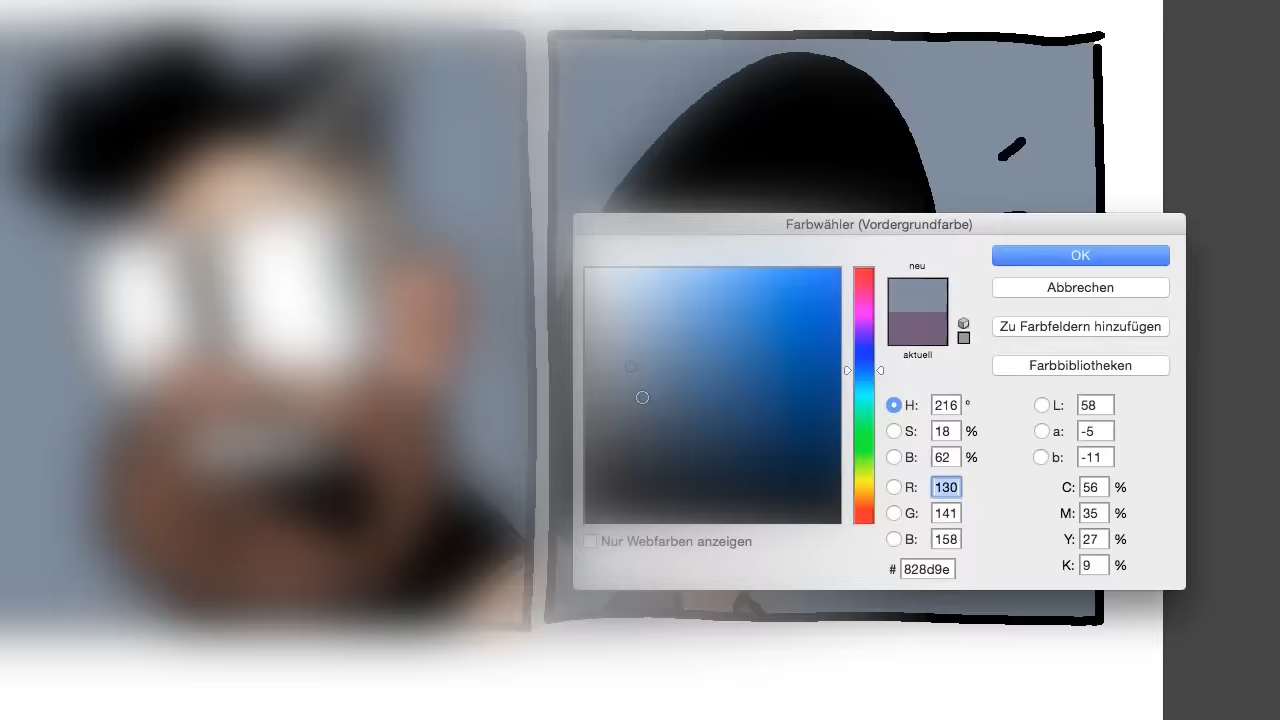 Farbwähler (Vordergrundfarbe)
neu
aktuell
OK
Abbrechen
Zu Farbfeldern hinzufügen
Farbbibliotheken
H: 216 °
S: 18 %
B: 62 %
R: 130
G: 141
B: 158
# 828d9e
L: 58
a: -5
b: -11
C: 56 %
M: 35 %
Y: 27 %
K: 9 %
Nur Webfarben anzeigen